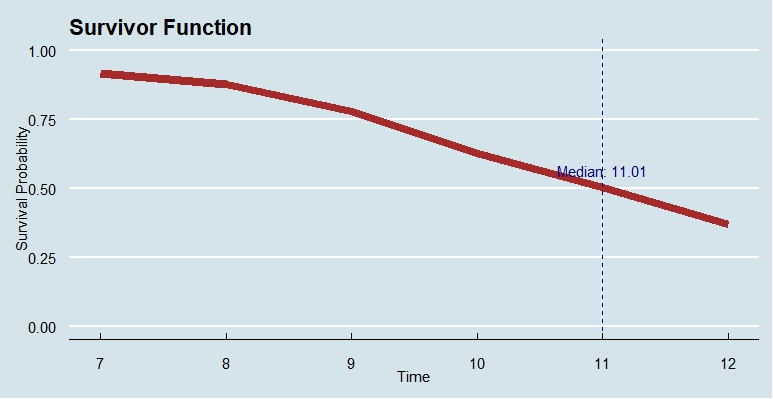 Survivor Function
1.00
0.75
0.50
0.25
0.00
Survival Probability
Median: 11.01
7 8 9 10 11 12
Time